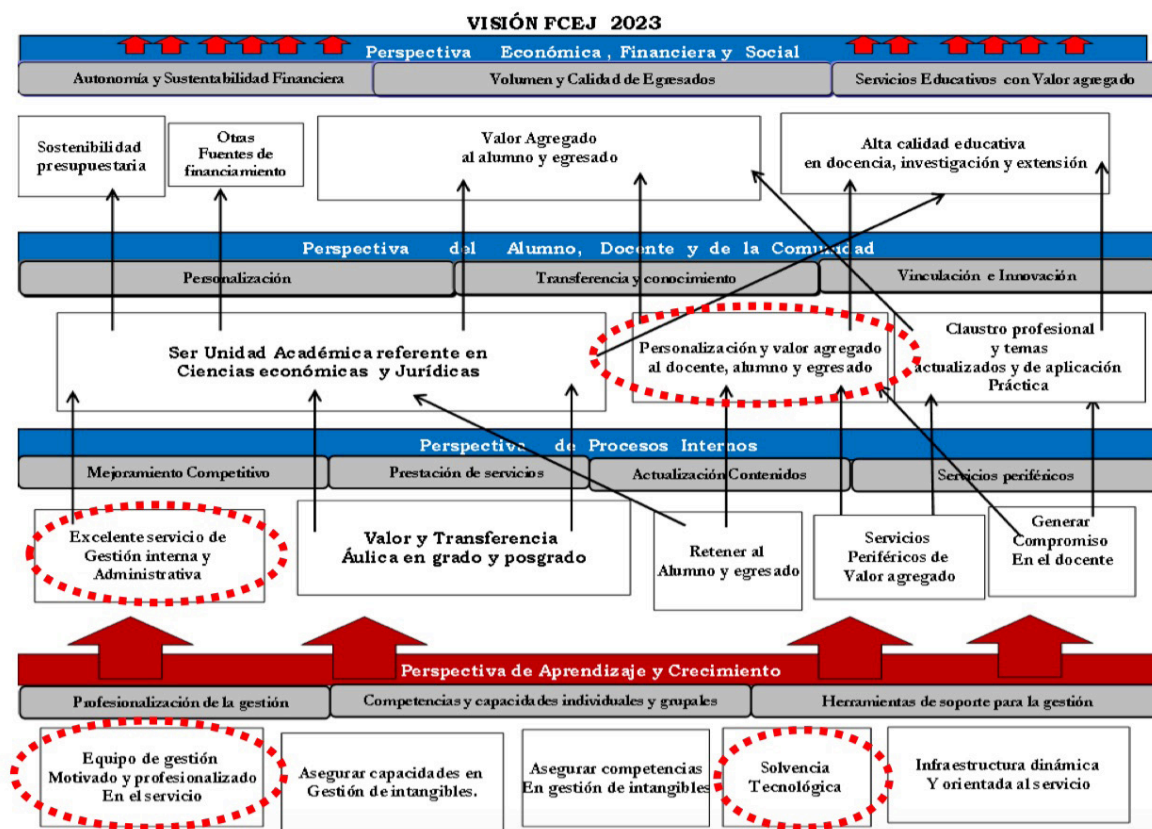 VISIÓN FCEJ 2023
Perspectiva Económica, Financiera y Social
Autonomía y Sustentabilidad Financiera
Volumen y Calidad de Egresados
Servicios Educativos con Valor agregado
Sostenibilidad
presupuestaria
Otras
Fuentes de
financiamiento
Valor Agregado
al alumno y egresado
Alta calidad educativa
en docencia, investigación y extensión
Perspectiva del Alumno, Docente y de la Comunidad
Personalización
Transferencia y conocimiento
Vinculación e Innovación
Ser Unidad Académica referente en
Ciencias económicas y Jurídicas
Personalización y valor agregado
al docente, alumno y egresado
Claustro profesional
y temas
actualizados y de aplicación
Práctica
Perspectiva de Procesos Internos
Mejoramiento Competitivo
Prestación de servicios
Actualización Contenidos
Servicios periféricos
Excelente servicio de
Gestión interna y
Administrativa
Valor y Transferencia
Áulica en grado y posgrado
Retener al
Alumno y egresado
Servicios
Periféricos de
Valor agregado
Generar
Compromiso
En el docente
Perspectiva de Aprendizaje y Crecimiento
Profesionalización de la gestión
Competencias y capacidades individuales y grupales
Herramientas de soporte para la gestión
Equipo de gestión
Motivado y profesionalizado
En el servicio
Asegurar capacidades en
Gestión de intangibles.
Asegurar competencias
En gestión de intangibles
Solvencia
Tecnológica
Infraestructura dinámica
Y orientada al servicio